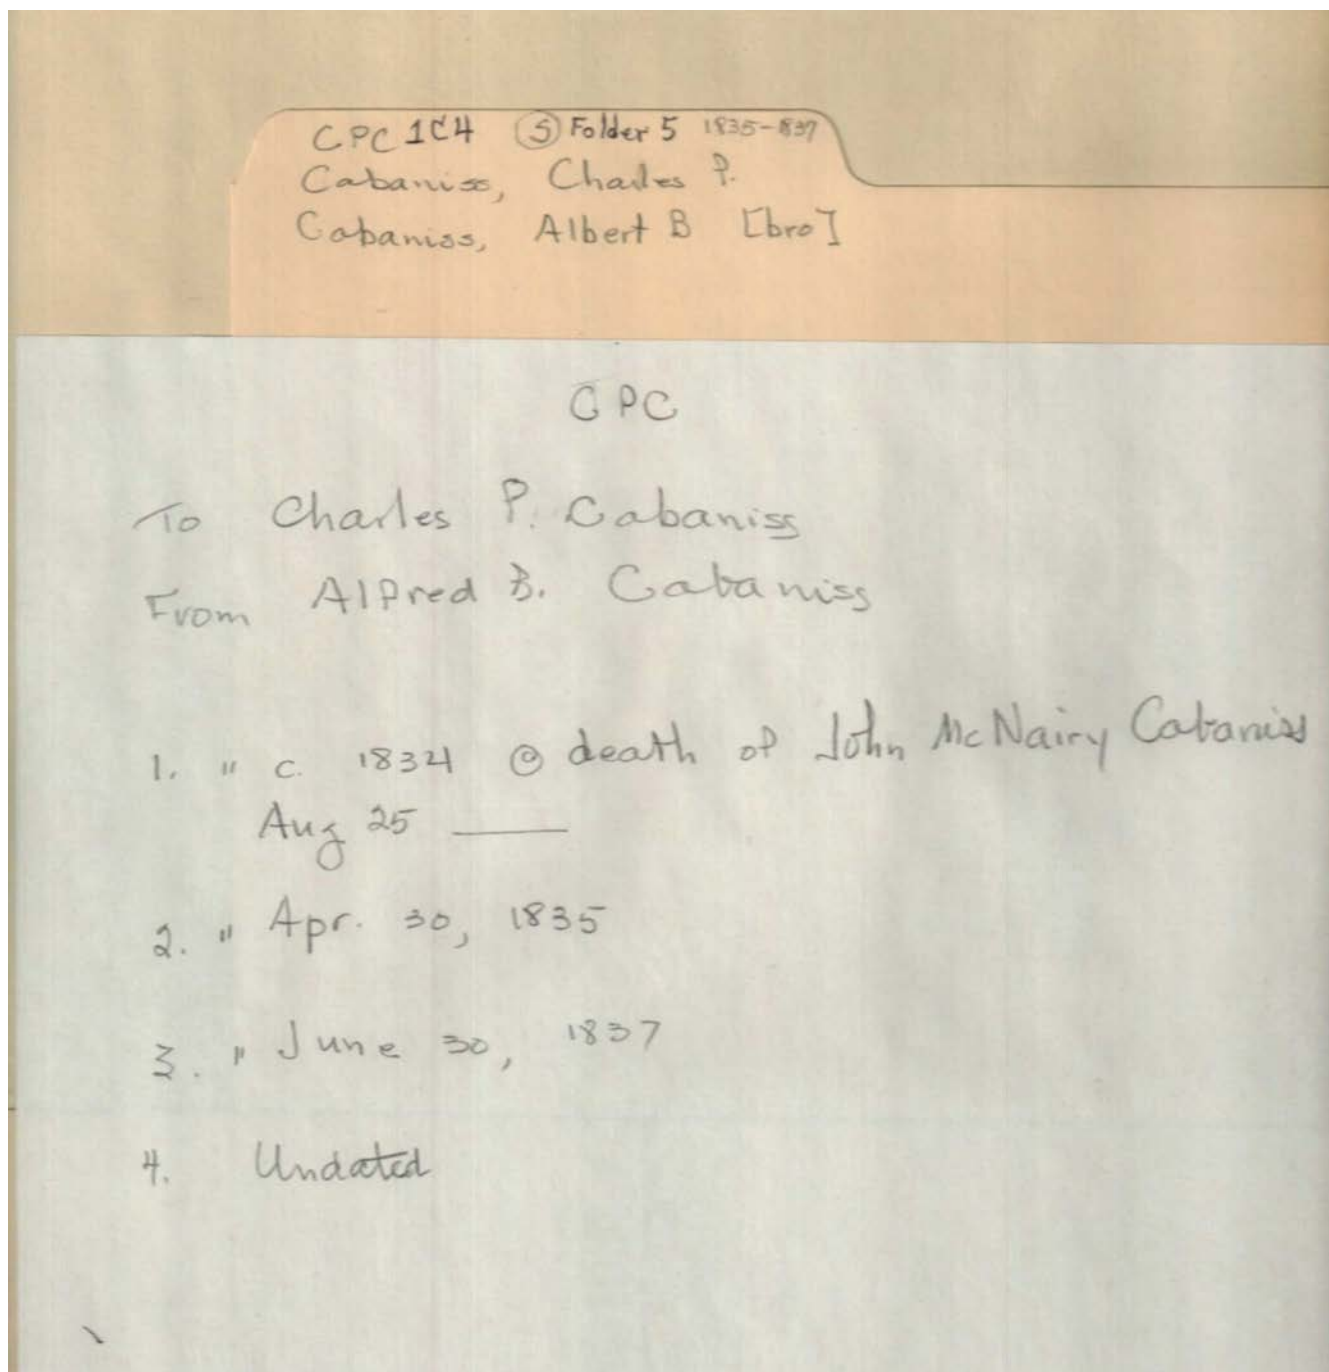 CPC 1C4 (5) Folder 5 1835-837
Cabaniss, Charles P.
Cabaniss, Albert B [bro]
CPC
To Charles P. Cabaniss
From Alfred B. Cabaniss
1. " c. 1834 @ death of John McNairy Cabaniss
Aug 25 ____
2. " Apr. 30, 1835
3. " June 30, 1837
4. Undated